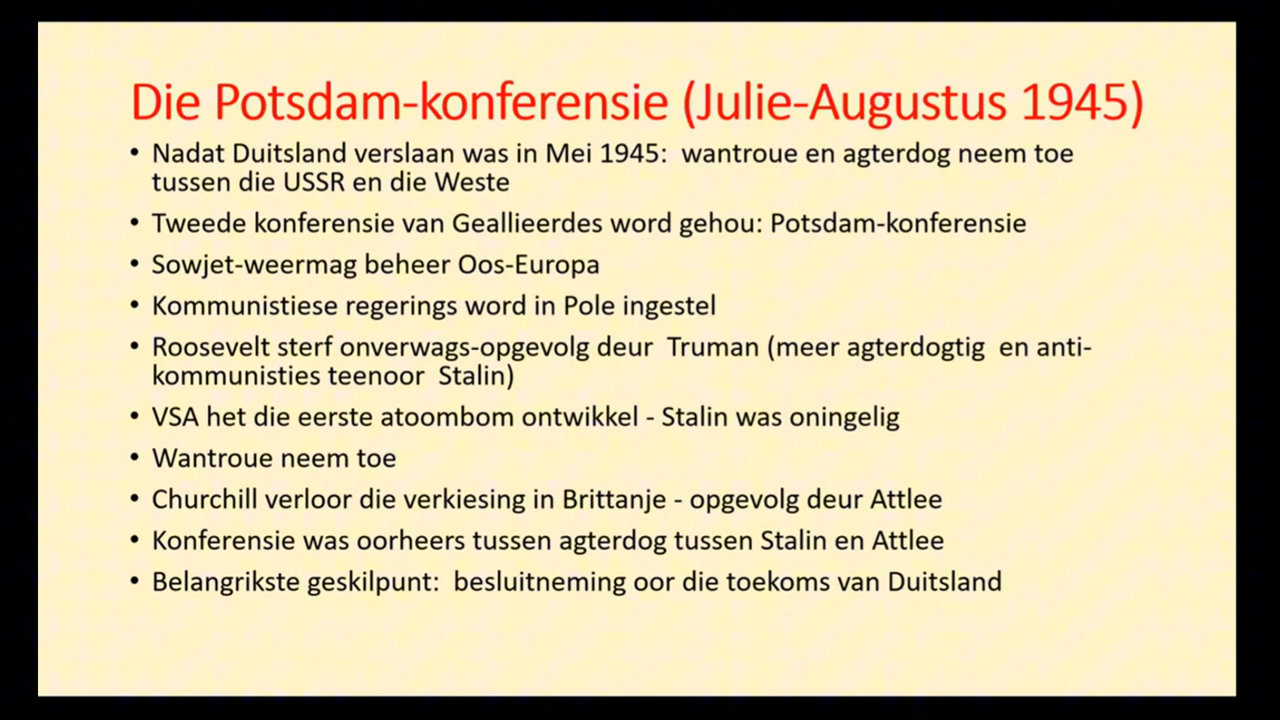 Die Potsdam-konferensie (Julie-Augustus 1945)
• Nadat Duitsland verslaan was in Mei 1945:  wantroue en agterdog neem toe
tussen die USSR en die Weste
• Tweede konferensie van Geallieerdes word gehou: Potsdam-konferensie
• Sowjet-weermag beheer Oos-Europa
• Kommunistiese regerings word in Pole ingestel
• Roosevelt sterf onverwags-opgevolg deur  Truman (meer agterdogtig  en anti-
kommunisties teenoor  Stalin)
• VSA het die eerste atoombom ontwikkel - Stalin was oningelig
• Wantroue neem toe
• Churchill verloor die verkiesing in Brittanje - opgevolg deur Attlee
• Konferensie was oorheers tussen agterdog tussen Stalin en Attlee
• Belangrikste geskilpunt:  besluitneming oor die toekoms van Duitsland